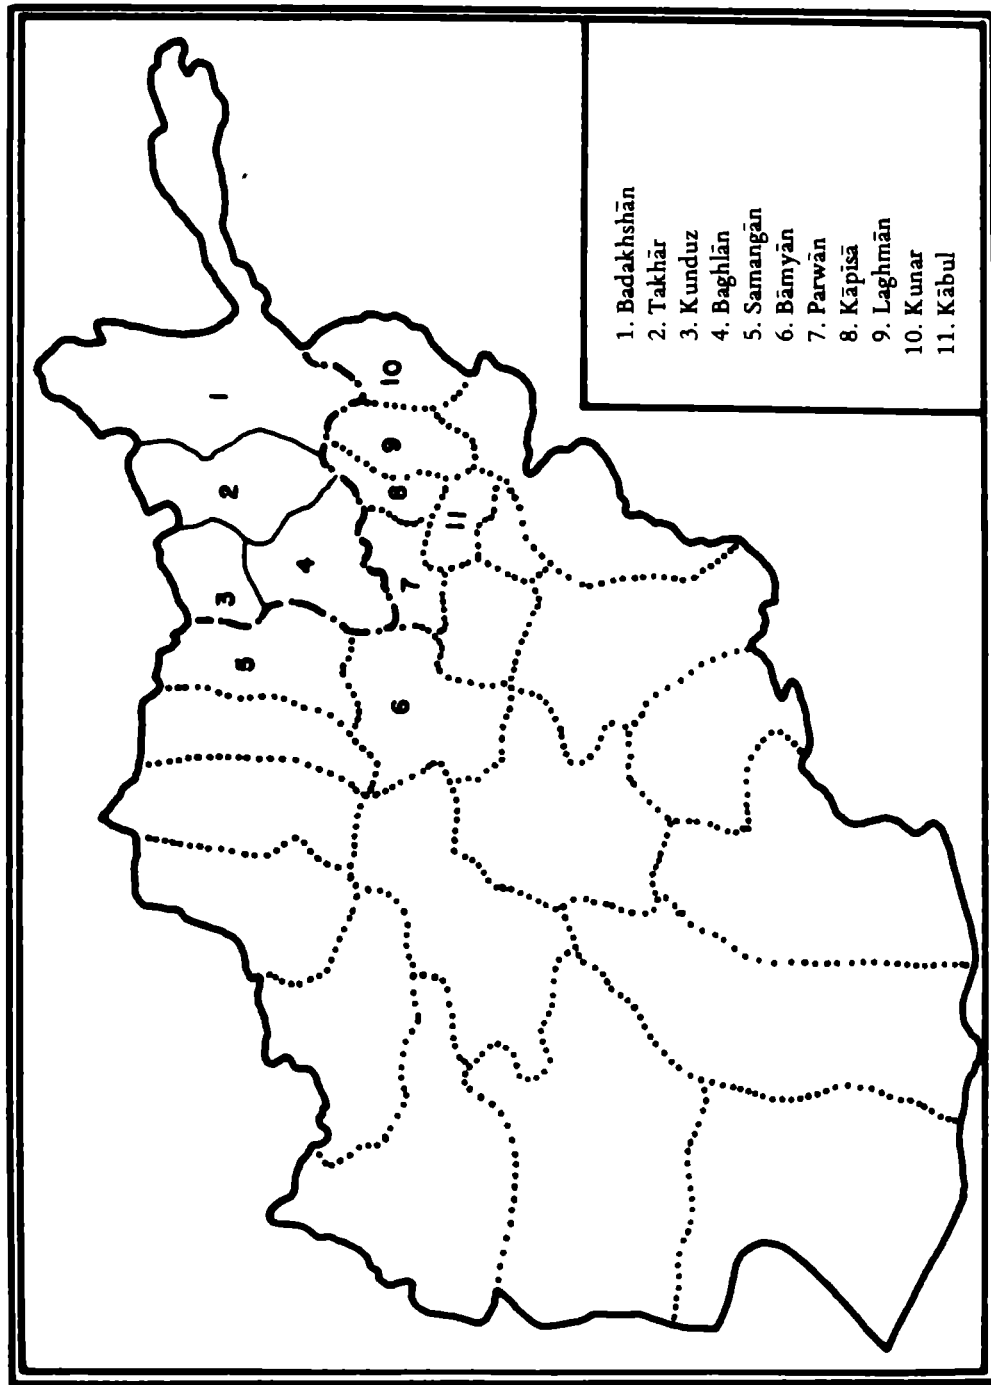 1
2
3
4
5
6
7
8
9
10
11
1. Badakhshān
2. Takhār
3. Kunduz
4. Baghlān
5. Samangān
6. Bāmyān
7. Parwān
8. Kāpisā
9. Laghmān
10. Kunar
11. Kābul